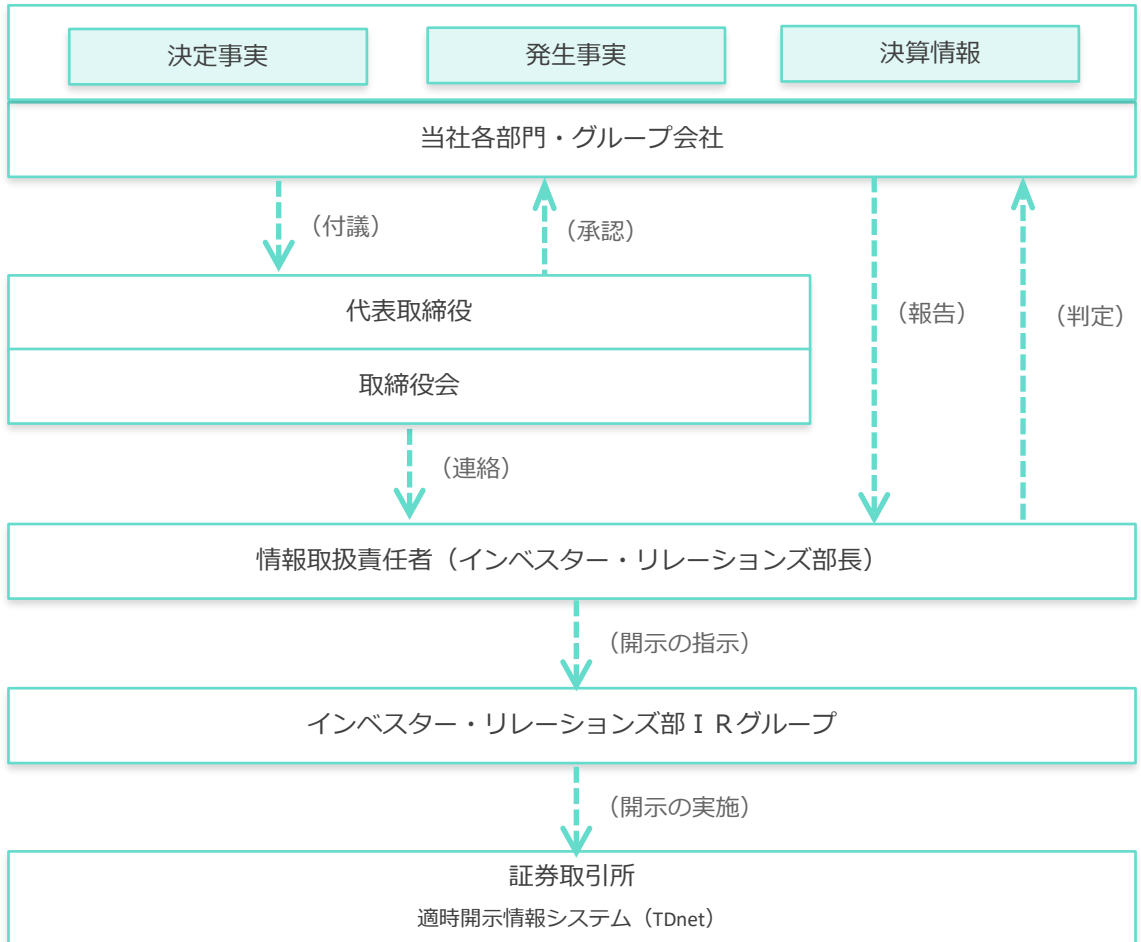 決定事実
発生事実
決算情報
当社各部門・グループ会社
（付議）
（承認）
（報告）
（判定）
代表取締役
取締役会
（連絡）
情報取扱責任者（インベスター・リレーションズ部長）
（開示の指示）
インベスター・リレーションズ部ＩＲグループ
（開示の実施）
証券取引所
適時開示情報システム（TDnet）